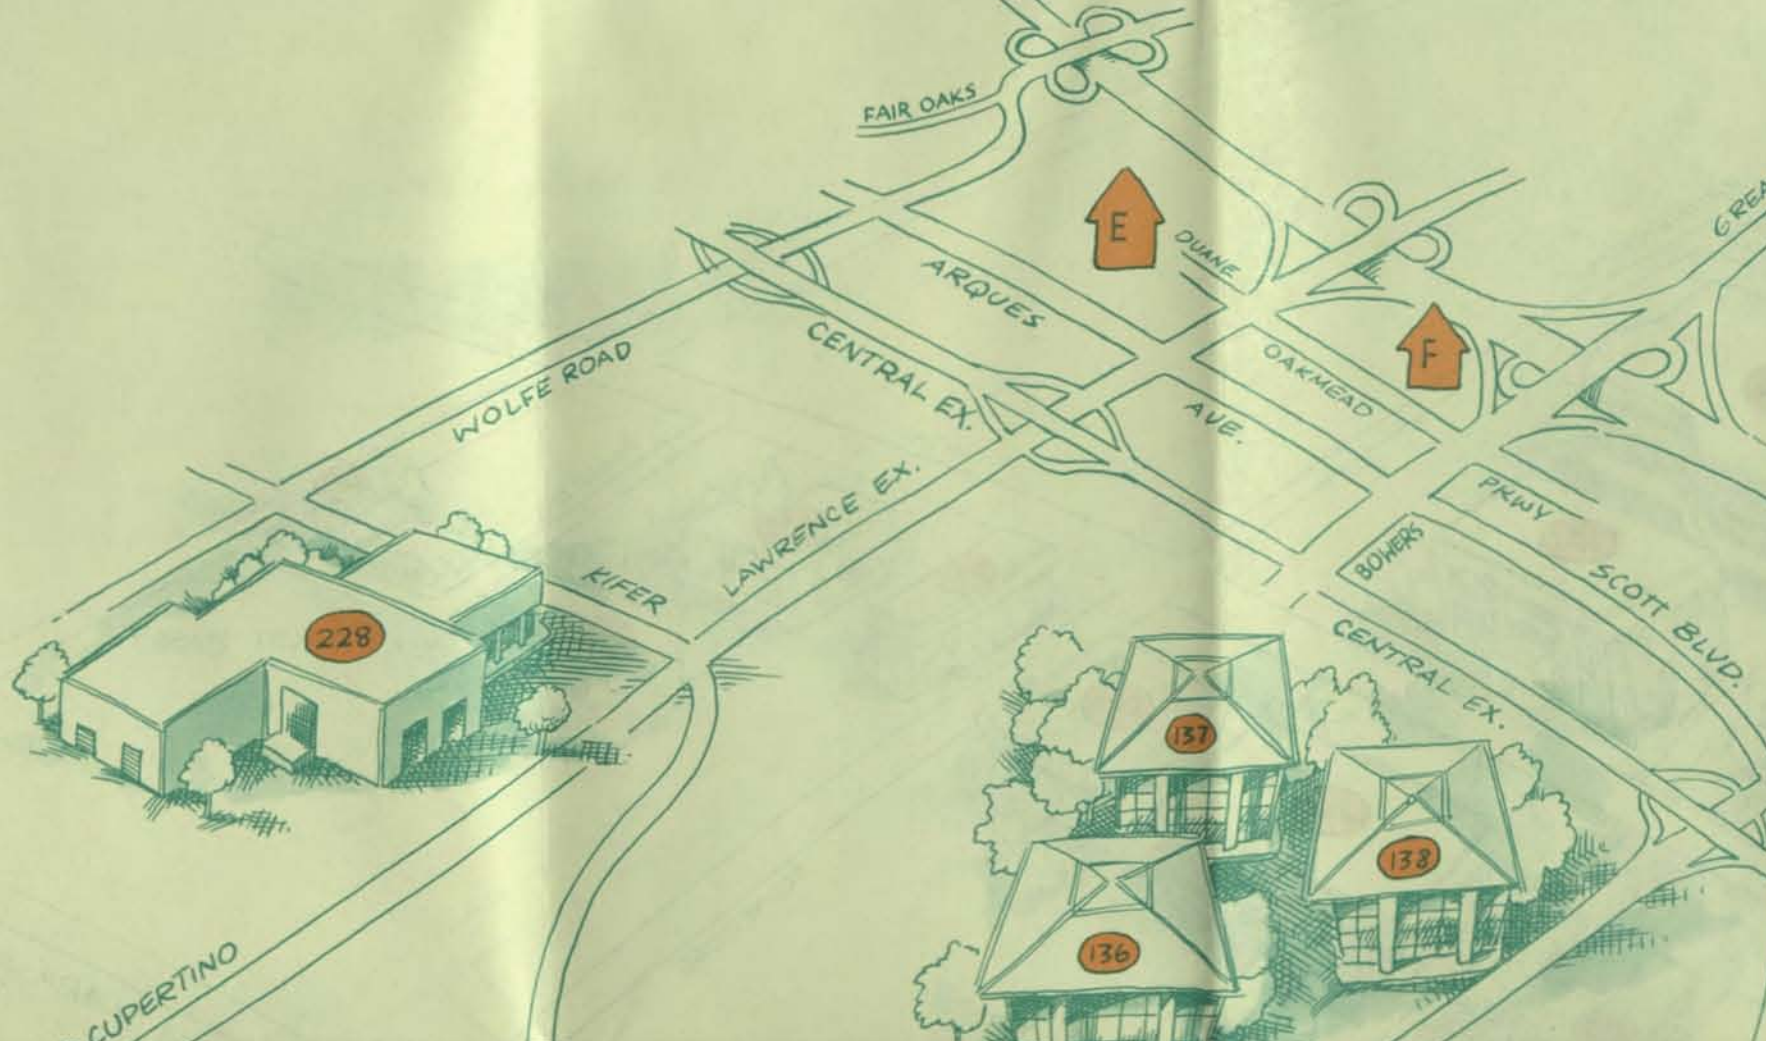 FAIR OAKS
E
DUANE
GREA
ARQUES
AVE.
CENTRAL EX.
F
OAKMEAD
PKWY
WOLFE ROAD
LAWRENCE EX.
KIFER
BOWERS
SCOTT BLVD.
CENTRAL EX.
228
137
138
136
CUPERTINO